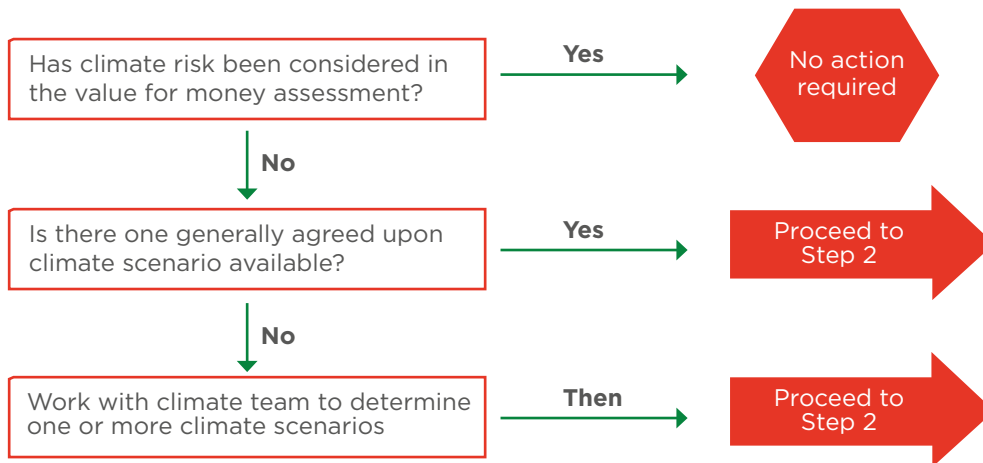 Has climate risk been considered in
the value for money assessment?
Yes
No action
required
No
Is there one generally agreed upon
climate scenario available?
Yes
Proceed to
Step 2
No
Work with climate team to determine
one or more climate scenarios
Then
Proceed to
Step 2